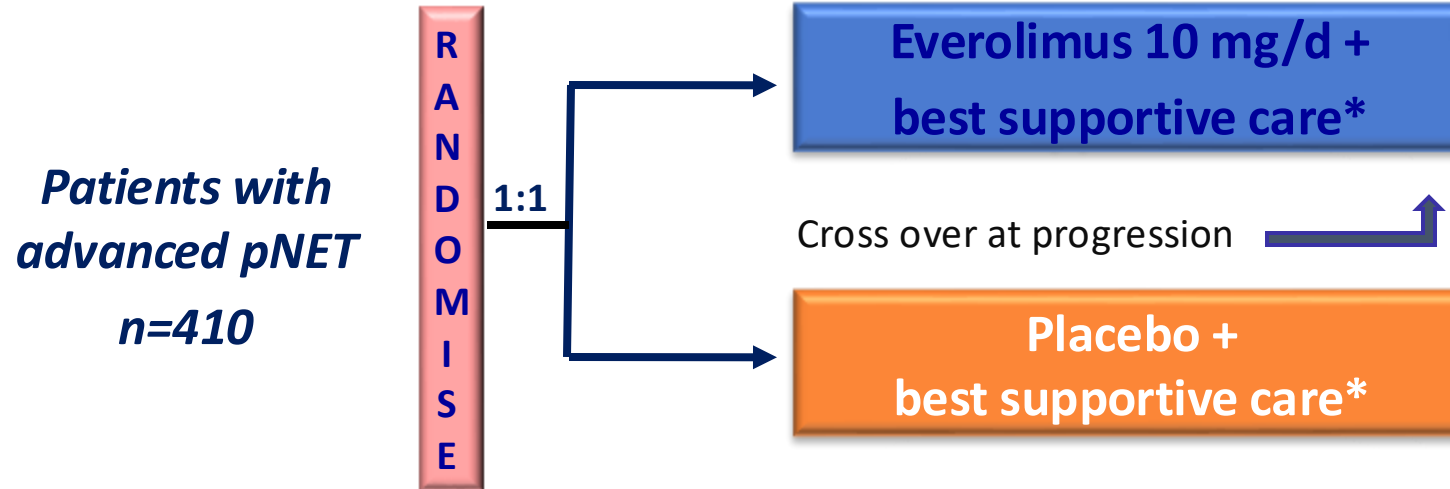 Patients with
advanced pNET
n=410
R
A
N
D
O
M
I
S
E
1:1
Everolimus 10 mg/d +
best supportive care*
Cross over at progression
Placebo +
best supportive care*